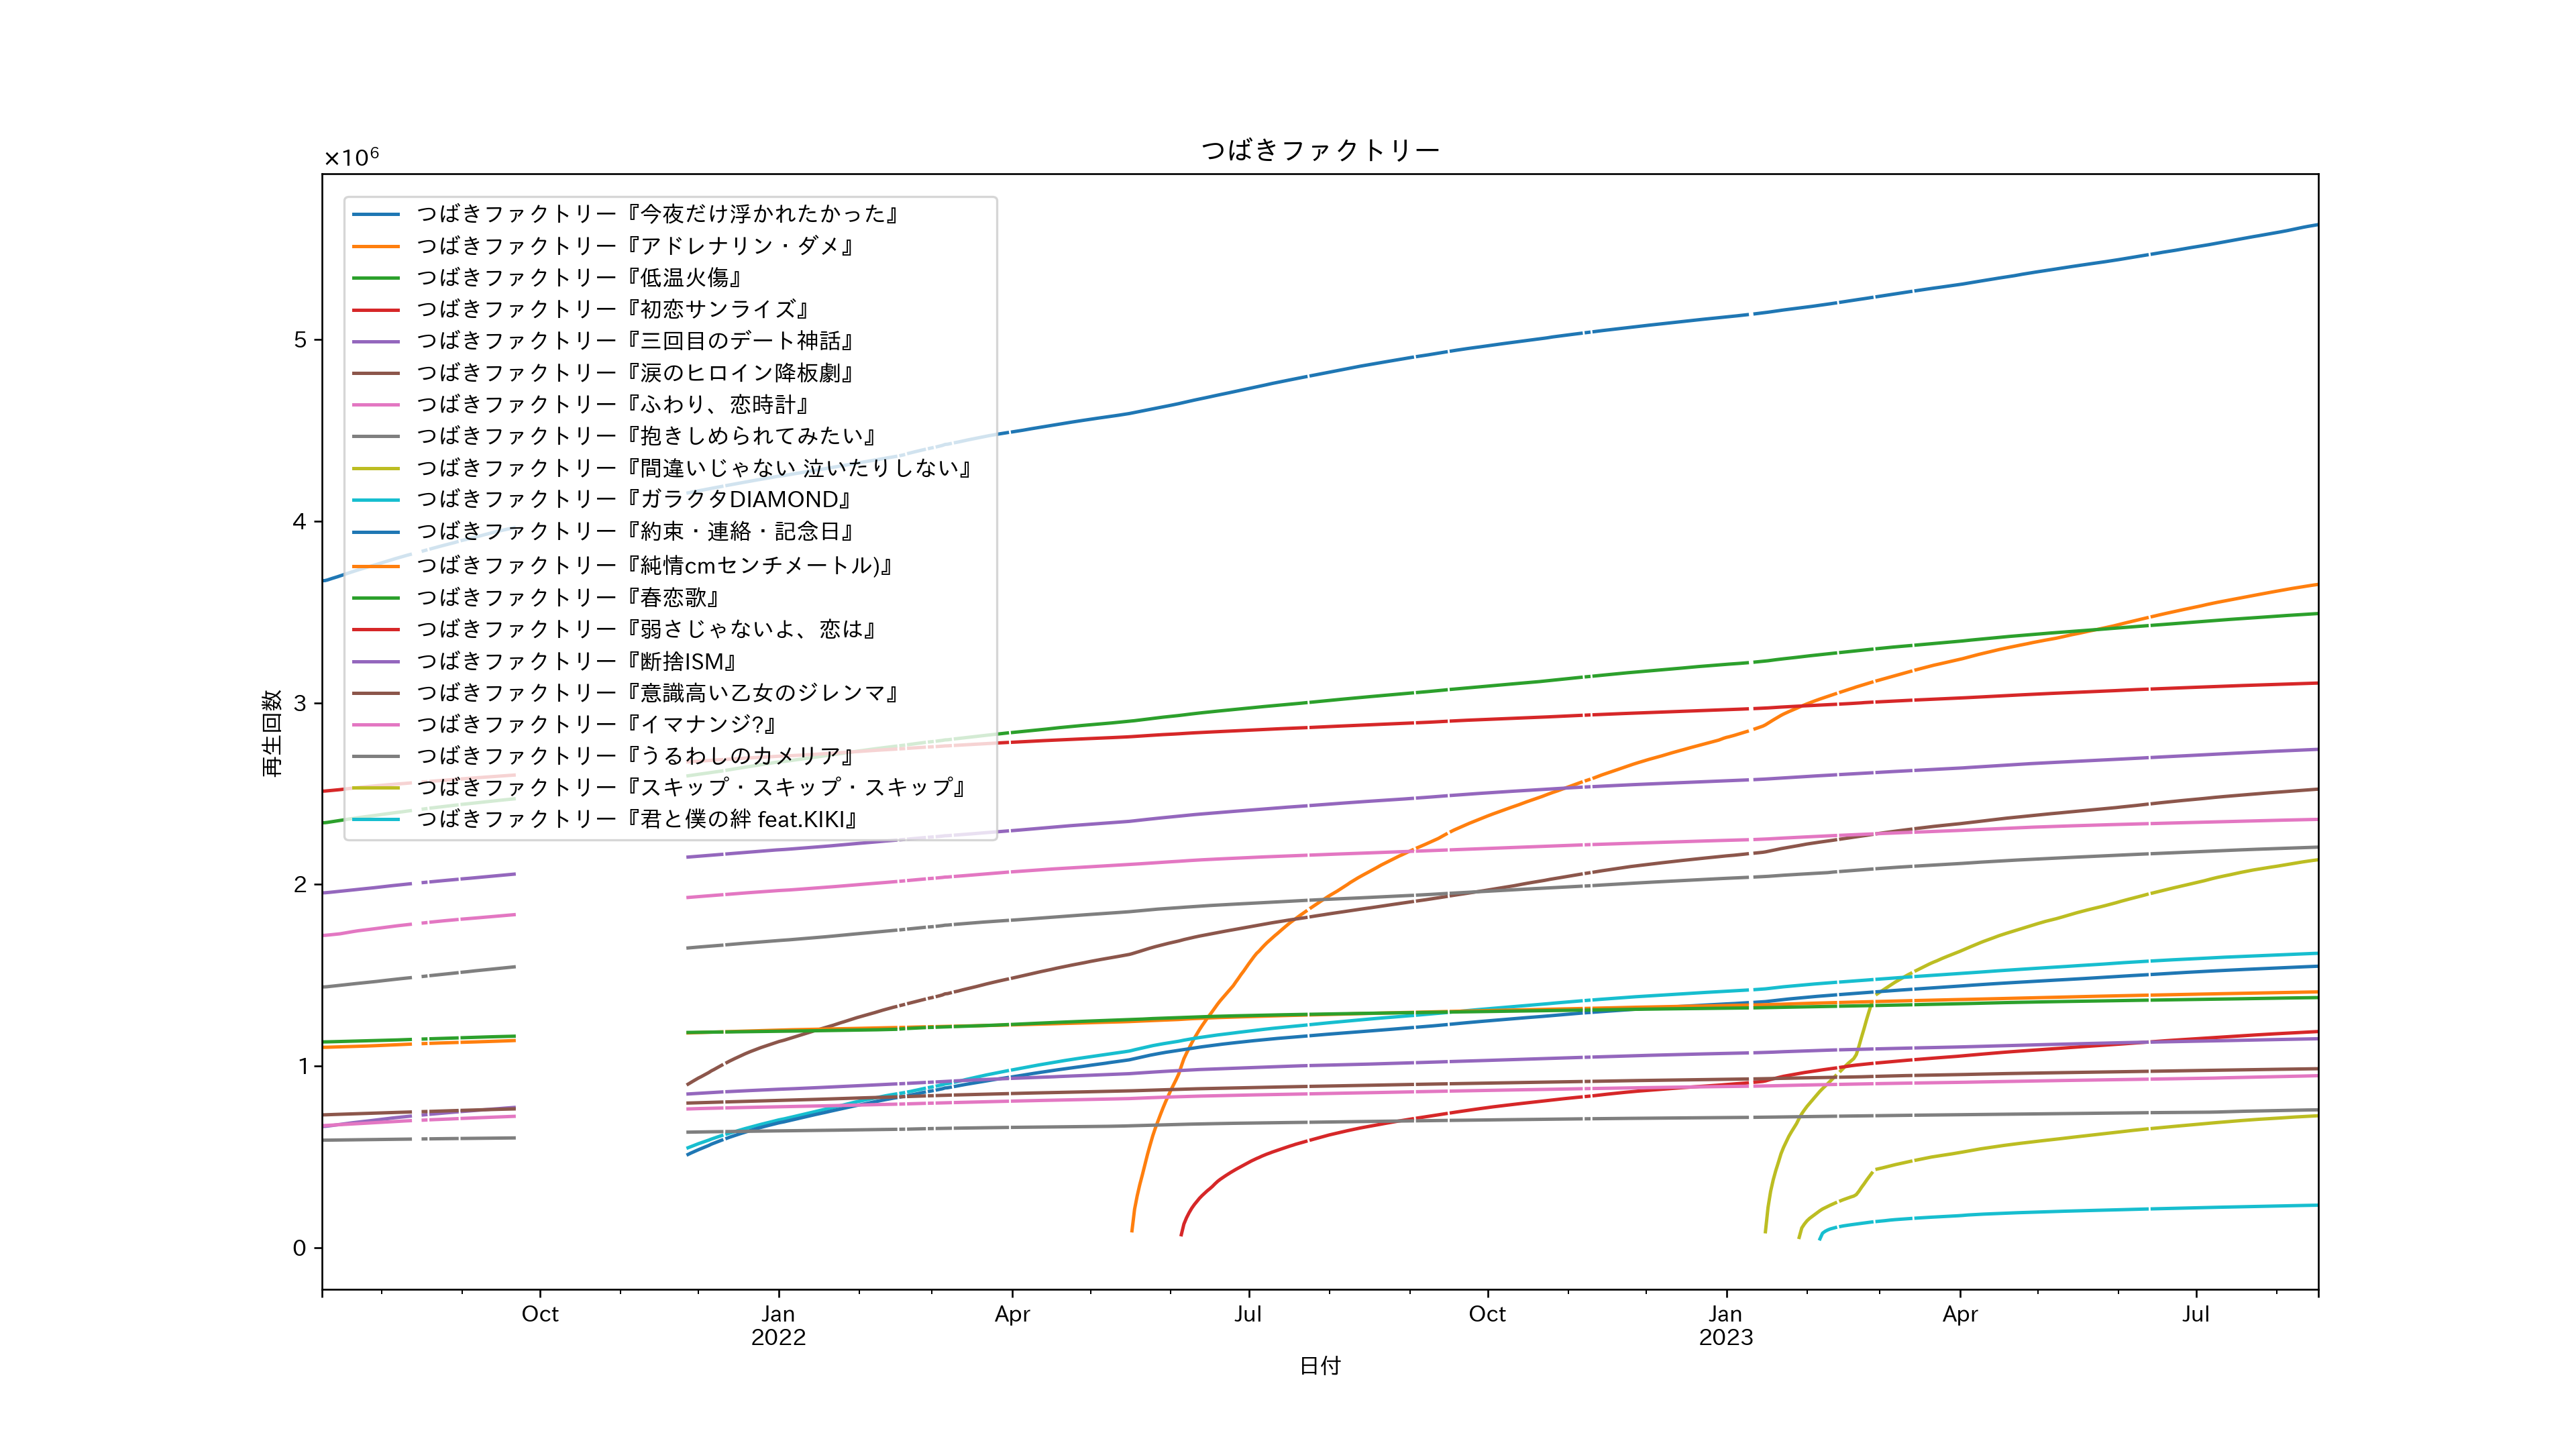 つばきファクトリー
×10⁶
つばきファクトリー『今夜だけ浮かれたかった』
つばきファクトリー『アドレナリン・ダメ』
つばきファクトリー『低温火傷』
つばきファクトリー『初恋サンライズ』
つばきファクトリー『三回目のデート神話』
つばきファクトリー『涙のヒロイン降板劇』
つばきファクトリー『ふわり、恋時計』
つばきファクトリー『抱きしめられてみたい』
つばきファクトリー『間違いじゃない 泣いたりしない』
つばきファクトリー『ガラクタDIAMOND』
つばきファクトリー『約束・連絡・記念日』
つばきファクトリー『純情cmセンチメートル)』
つばきファクトリー『春恋歌』
つばきファクトリー『弱さじゃないよ、恋は』
つばきファクトリー『断捨ISM』
つばきファクトリー『意識高い乙女のジレンマ』
つばきファクトリー『イマナンジ?』
つばきファクトリー『うるわしのカメリア』
つばきファクトリー『スキップ・スキップ・スキップ』
つばきファクトリー『君と僕の絆 feat.KIKI』
5
4
3
2
1
0
再生回数
Oct Jan Apr Jul Oct Jan Apr Jul
2022 2023
日付